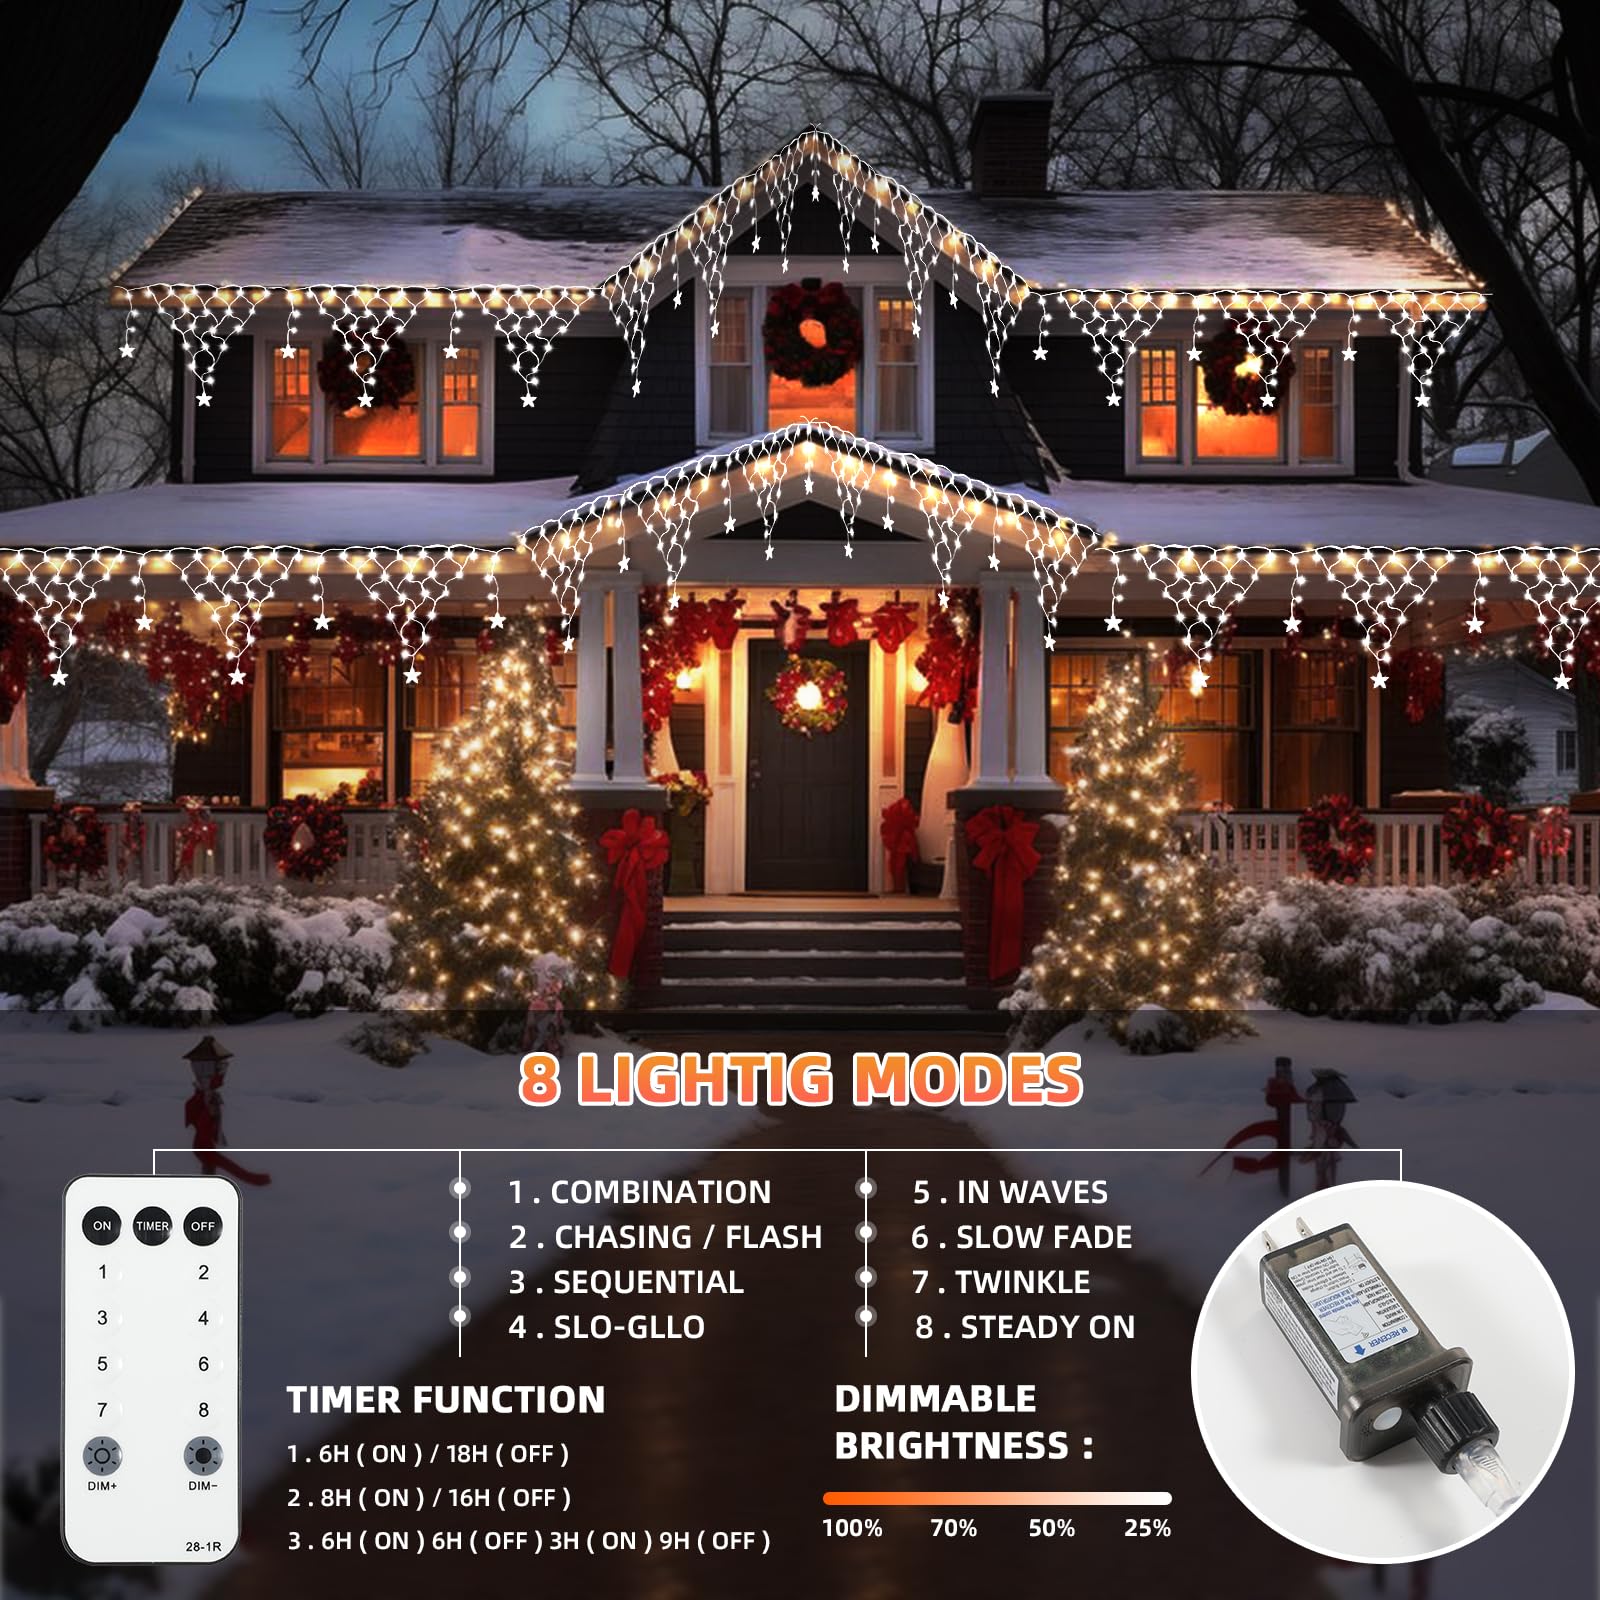 8 LIGHTIG MODES
ON TIMER OFF
1 2
3 4
5 6
7 8
DIM+ DIM-
28-1R
1 . COMBINATION
2 . CHASING / FLASH
3 . SEQUENTIAL
4 . SLO-GLLO
5 . IN WAVES
6 . SLOW FADE
7 . TWINKLE
8 . STEADY ON
TIMER FUNCTION
1 . 6H ( ON ) / 18H ( OFF )
2 . 8H ( ON ) / 16H ( OFF )
3 . 6H ( ON ) 6H ( OFF ) 3H ( ON ) 9H ( OFF )
DIMMABLE
BRIGHTNESS :
100% 70% 50% 25%
IR RECEIVER